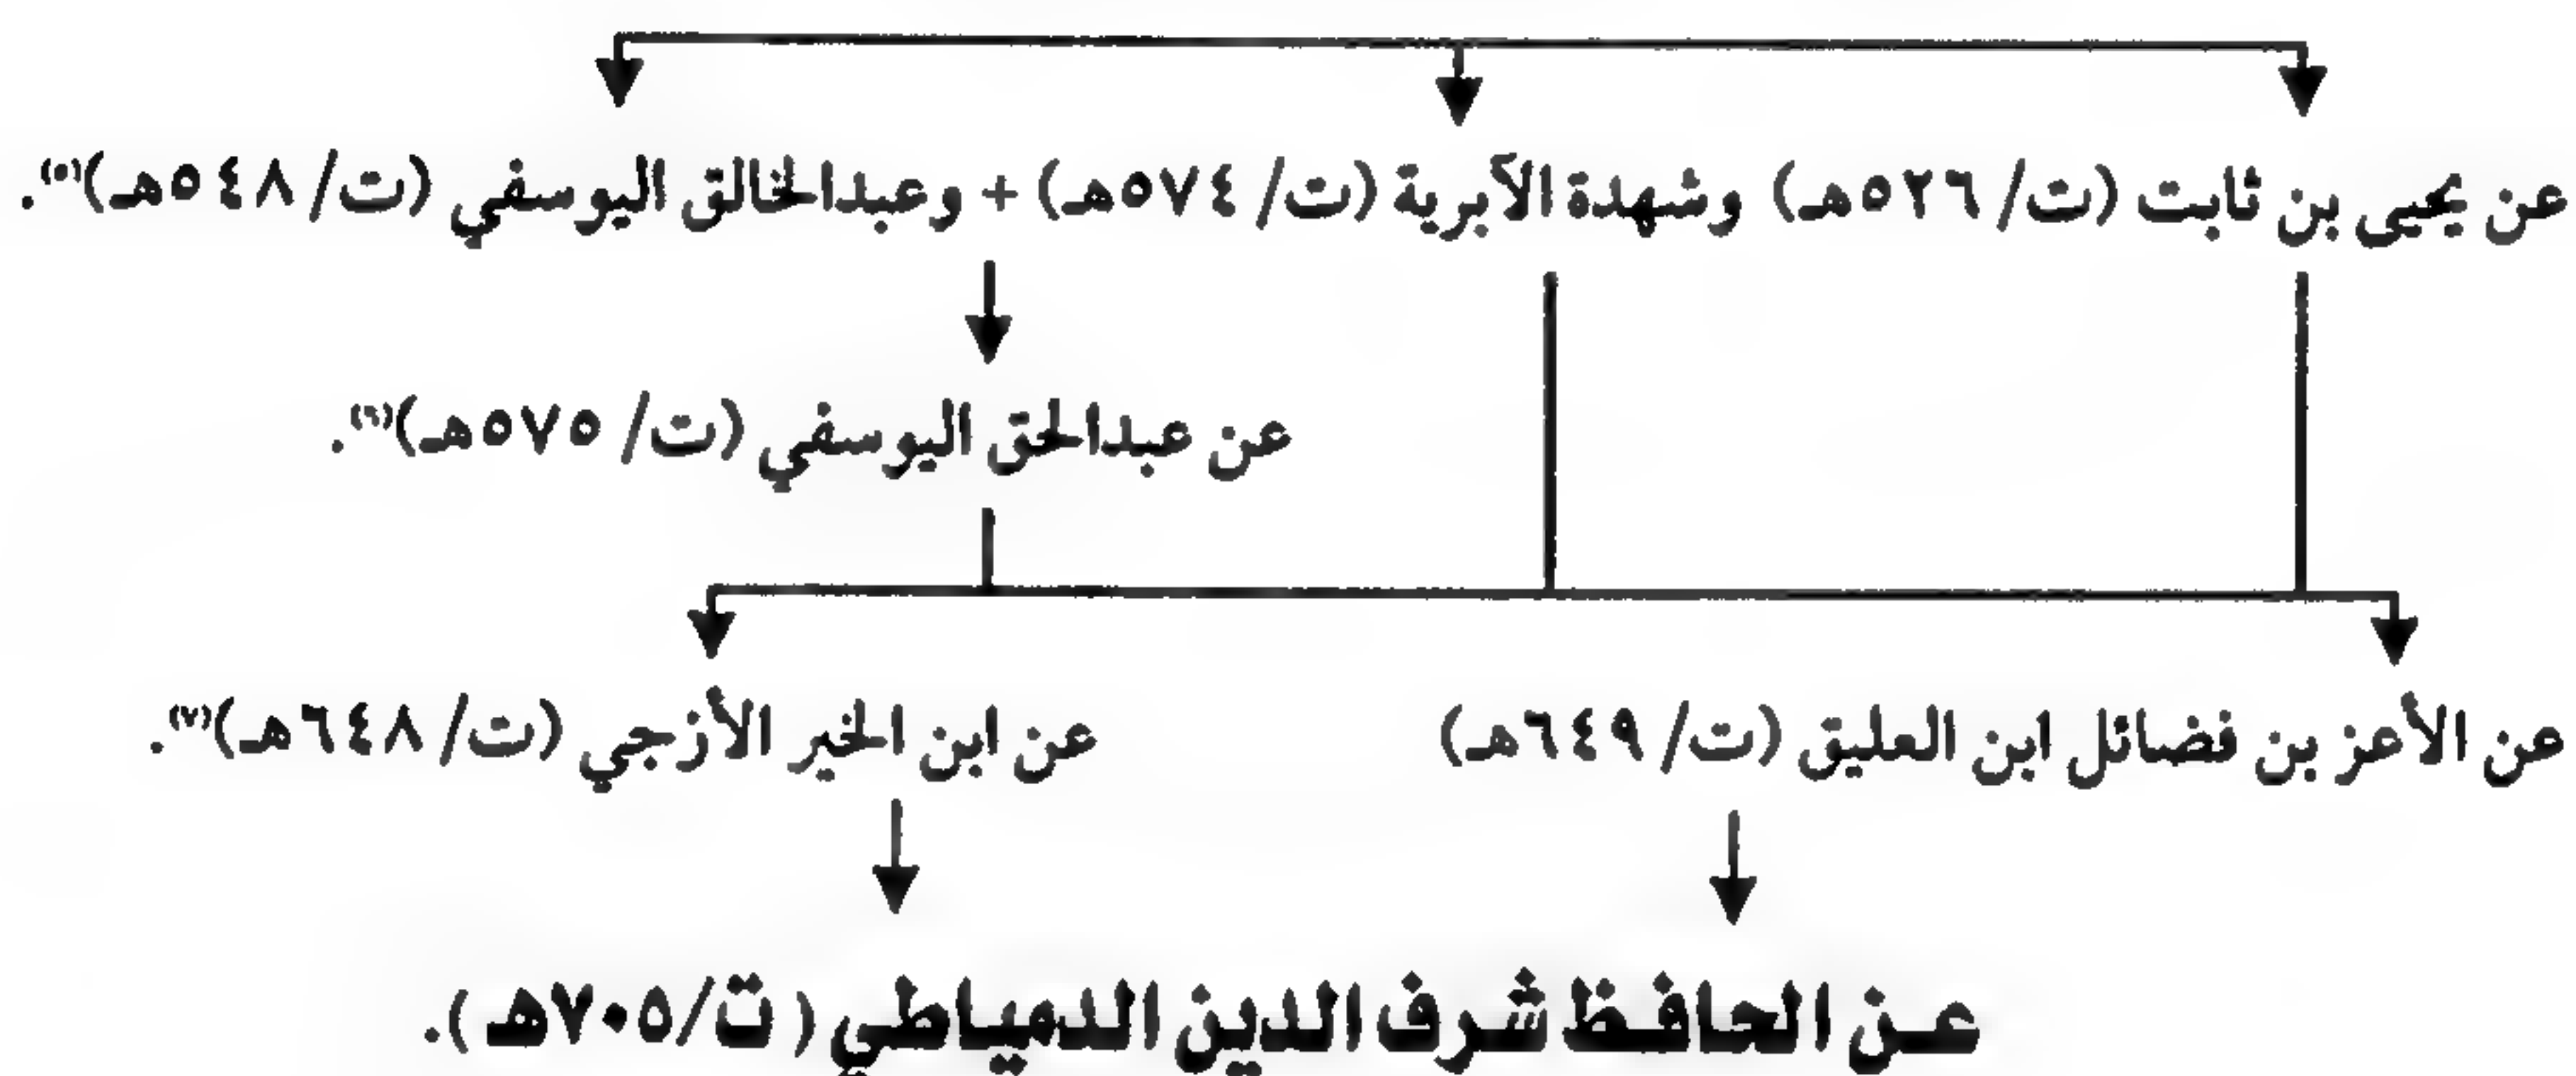 عن يحيى بن ثابت (ت/ ٥٢٦هـ) وشهدة الآبرية (ت/ ٥٧٤هـ) + وعبدالخالق اليوسفي (ت/ ٥٤٨هـ)(٥).
عن عبدالحق اليوسفي (ت/ ٥٧٥هـ)(٦).
عن الأعز بن فضائل ابن العليق (ت/ ٦٤٩هـ) عن ابن الخير الأزجي (ت/ ٦٤٨هـ)(٧).
عن الحافظ شرف الدين الدمياطي (ت/٧٠٥هـ).